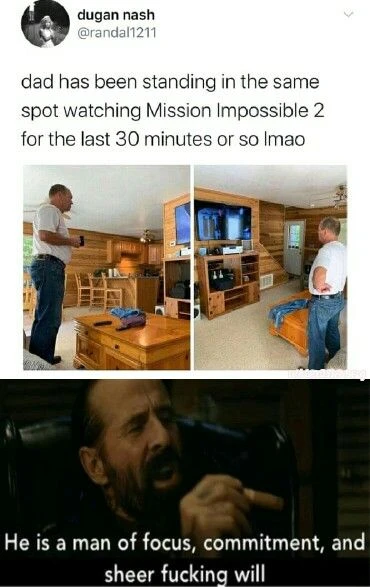 dugan nash
@randal1211
dad has been standing in the same
spot watching Mission Impossible 2
for the last 30 minutes or so lmao
He is a man of focus, commitment, and
sheer fucking will